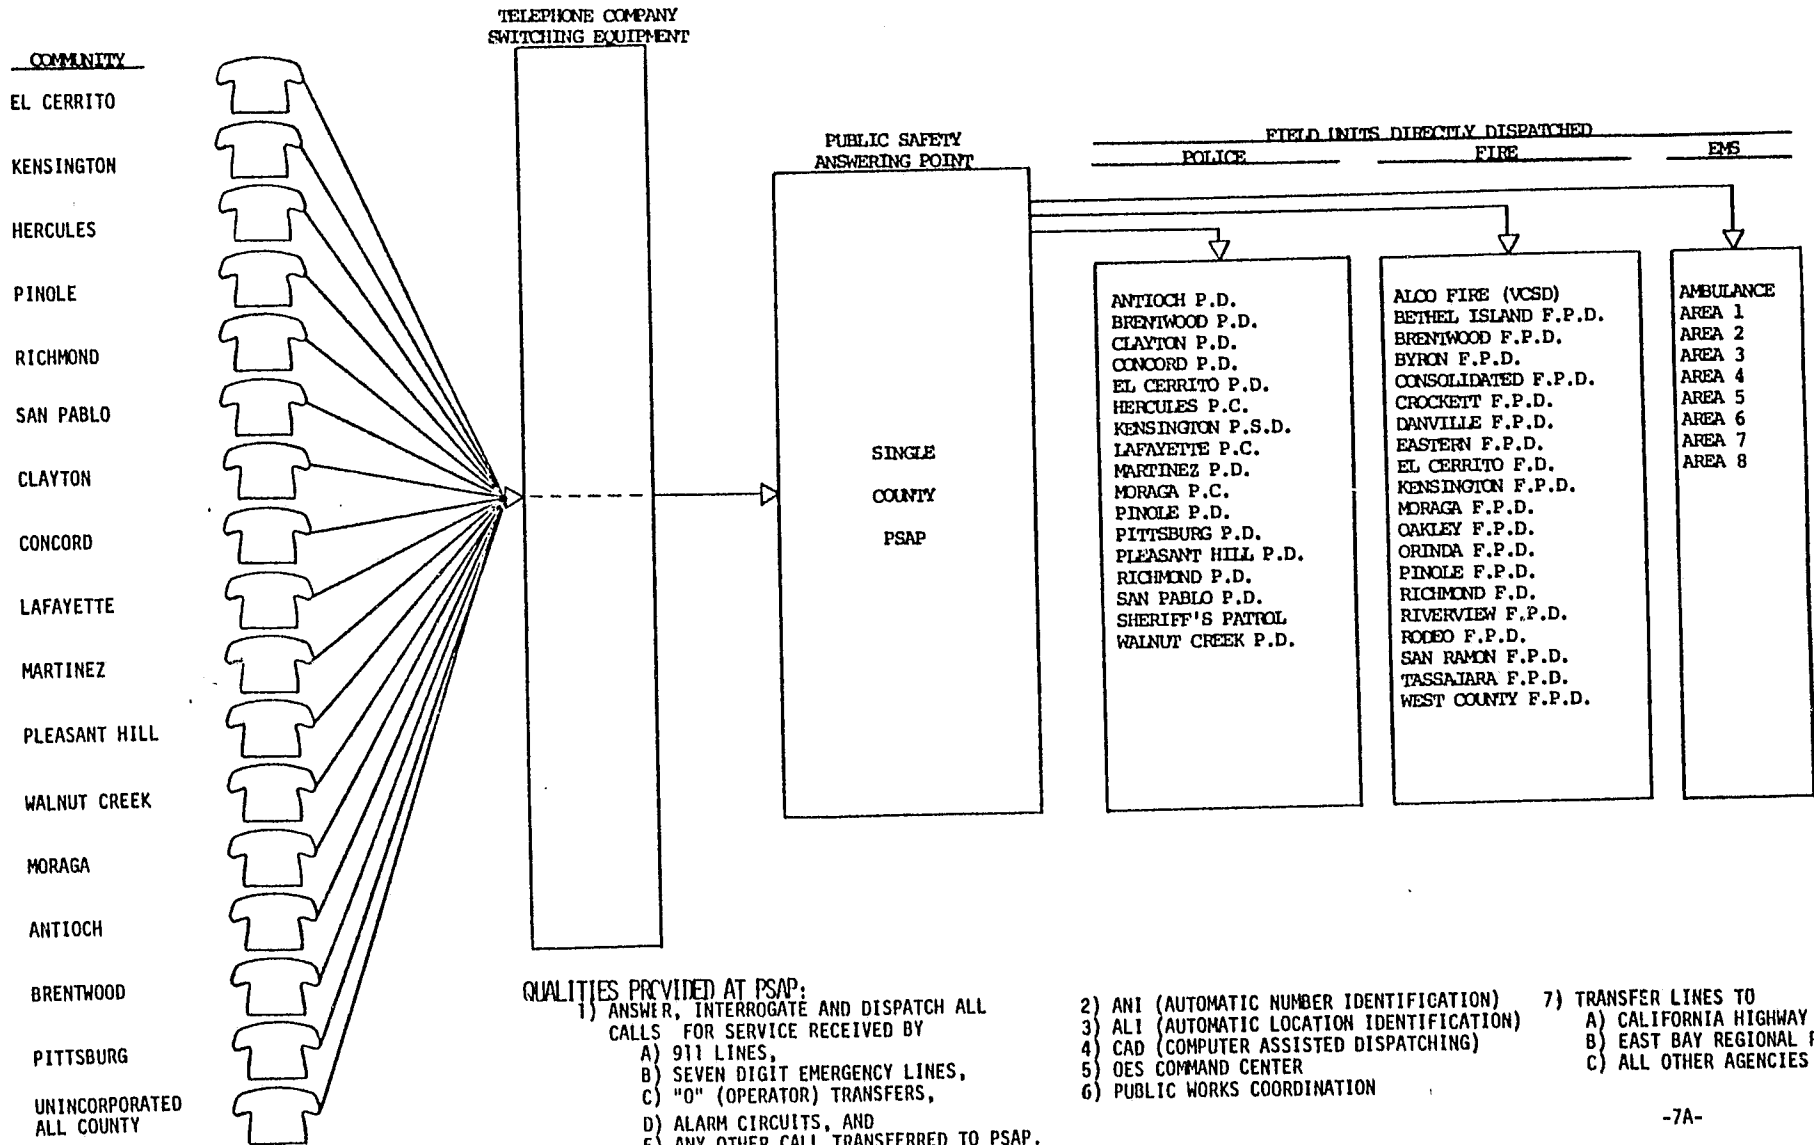 TELEPHONE COMPANY
SWITCHING EQUIPMENT
COMMUNITY
EL CERRITO
KENSINGTON
HERCULES
PINOLE
RICHMOND
SAN PABLO
CLAYTON
CONCORD
LAFAYETTE
MARTINEZ
PLEASANT HILL
WALNUT CREEK
MORAGA
ANTIOCH
BRENTWOOD
PITTSBURG
UNINCORPORATED
ALL COUNTY
PUBLIC SAFETY
ANSWERING POINT
SINGLE
COUNTY
PSAP
FIELD UNITS DIRECTLY DISPATCHED
POLICE
FIRE
EMS
ANTIOCH P.D.
BRENTWOOD P.D.
CLAYTON P.D.
CONCORD P.D.
EL CERRITO P.D.
HERCULES P.C.
KENSINGTON P.S.D.
LAFAYETTE P.C.
MARTINEZ P.D.
MORAGA P.C.
PINOLE P.D.
PITTSBURG P.D.
PLEASANT HILL P.D.
RICHMOND P.D.
SAN PABLO P.D.
SHERIFF'S PATROL
WALNUT CREEK P.D.
ALCO FIRE (VCSD)
BETHEL ISLAND F.P.D.
BRENTWOOD F.P.D.
BYRON F.P.D.
CONSOLIDATED F.P.D.
CROCKETT F.P.D.
DANVILLE F.P.D.
EASTERN F.P.D.
EL CERRITO F.D.
KENSINGTON F.P.D.
MORAGA F.P.D.
OAKLEY F.P.D.
ORINDA F.P.D.
PINOLE F.P.D.
RICHMOND F.D.
RIVERVIEW F.P.D.
RODEO F.P.D.
SAN RAMON F.P.D.
TASSAJARA F.P.D.
WEST COUNTY F.P.D.
AMBULANCE
AREA 1
AREA 2
AREA 3
AREA 4
AREA 5
AREA 6
AREA 7
AREA 8
QUALITIES PROVIDED AT PSAP:
1) ANSWER, INTERROGATE AND DISPATCH ALL
CALLS FOR SERVICE RECEIVED BY
A) 911 LINES,
B) SEVEN DIGIT EMERGENCY LINES,
C) "O" (OPERATOR) TRANSFERS,
D) ALARM CIRCUITS, AND
E) ANY OTHER CALL TRANSFERRED TO PSAP.
2) ANI (AUTOMATIC NUMBER IDENTIFICATION)
3) ALI (AUTOMATIC LOCATION IDENTIFICATION)
4) CAD (COMPUTER ASSISTED DISPATCHING)
5) OES COMMAND CENTER
6) PUBLIC WORKS COORDINATION
7) TRANSFER LINES TO
A) CALIFORNIA HIGHWAY
B) EAST BAY REGIONAL
C) ALL OTHER AGENCIES
-7A-